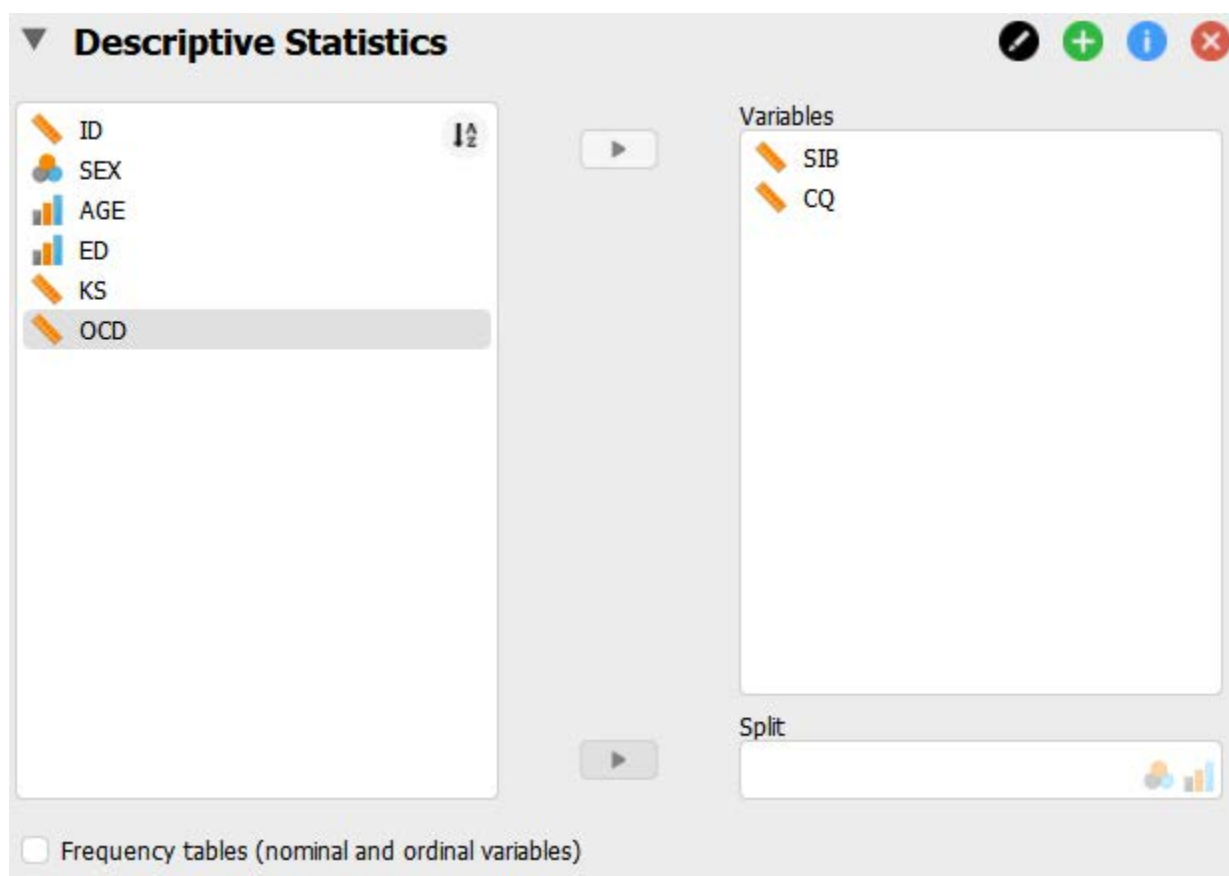 Descriptive Statistics
ID
SEX
AGE
ED
KS
OCD
Variables
SIB
CQ
Split
Frequency tables (nominal and ordinal variables)